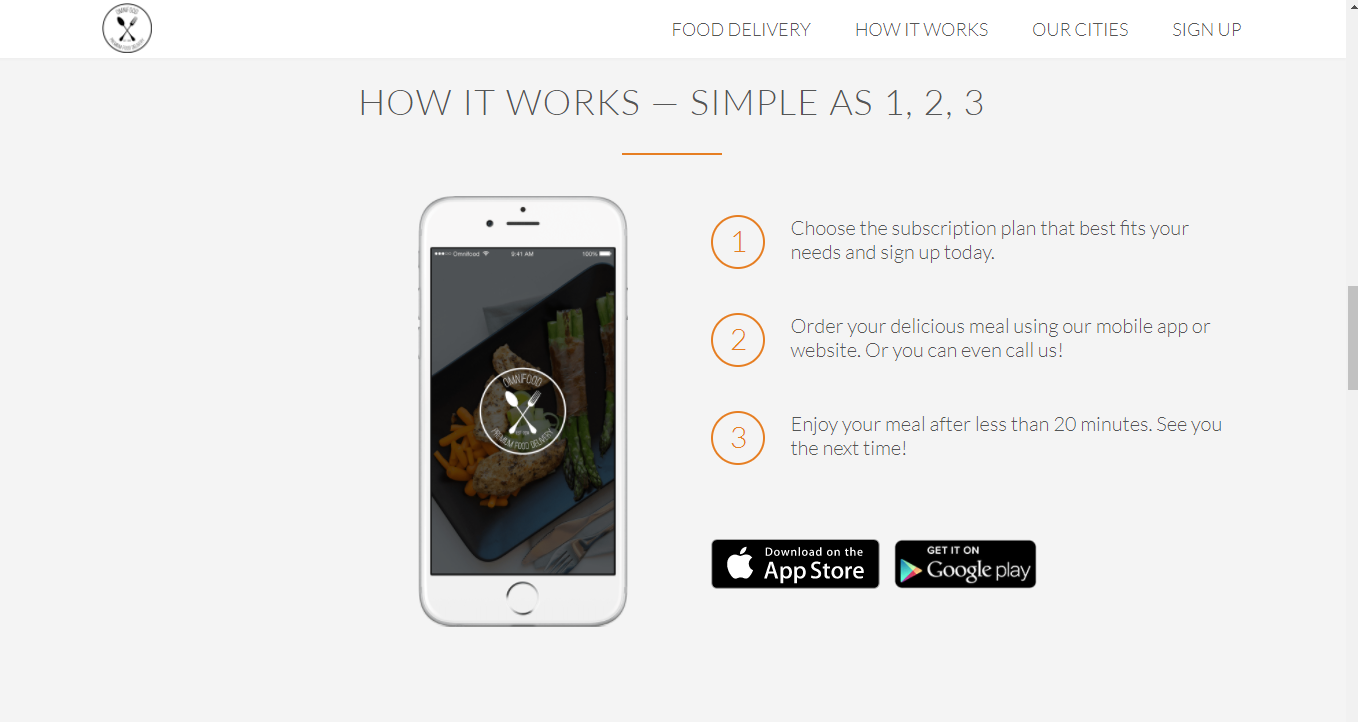 OMNIFOOD
PREMIUM FOOD DELIVERY
FOOD DELIVERY
HOW IT WORKS
OUR CITIES
SIGN UP
HOW IT WORKS — SIMPLE AS 1, 2, 3
Omnifood
9:41 AM
100%
OMNIFOOD
PREMIUM FOOD DELIVERY
1
Choose the subscription plan that best fits your
needs and sign up today.
2
Order your delicious meal using our mobile app or
website. Or you can even call us!
3
Enjoy your meal after less than 20 minutes. See you
the next time!
Download on the
App Store
GET IT ON
Google play